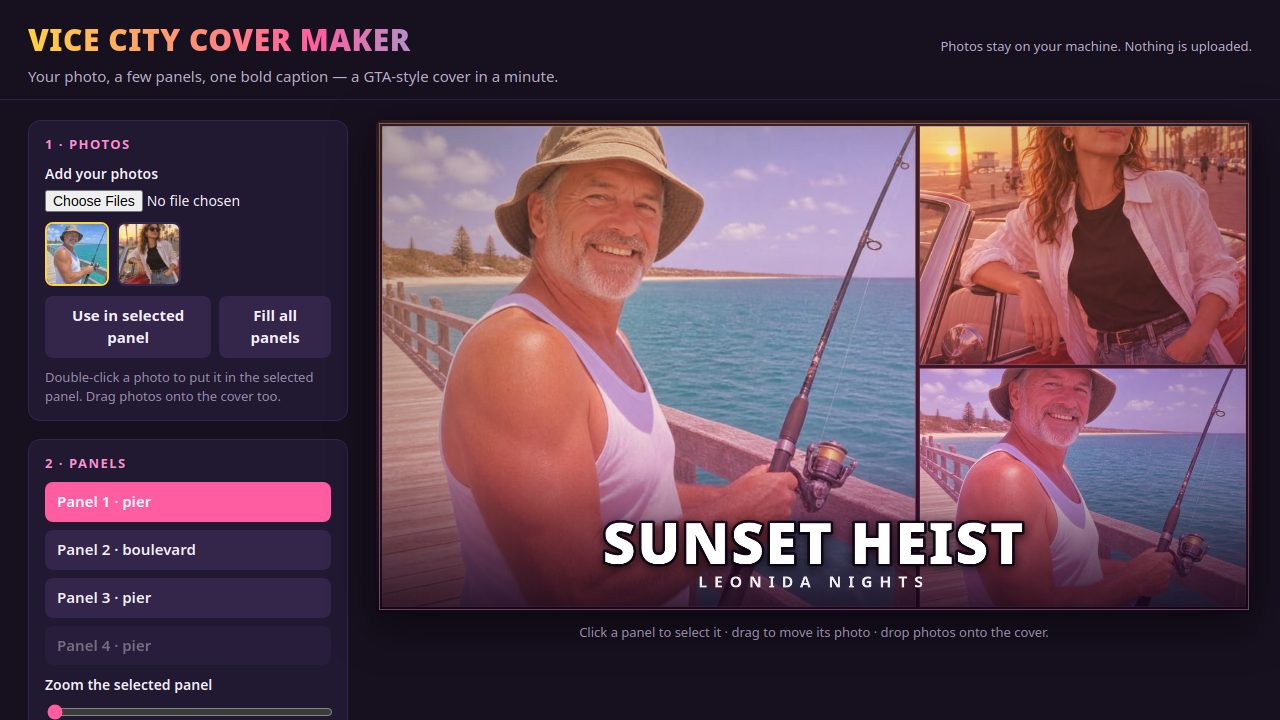 VICE CITY COVER MAKER
Your photo, a few panels, one bold caption — a GTA-style cover in a minute.
Photos stay on your machine. Nothing is uploaded.
1 · PHOTOS
Add your photos
Choose Files No file chosen
Use in selected
panel
Fill all
panels
Double-click a photo to put it in the selected
panel. Drag photos onto the cover too.
2 · PANELS
Panel 1 · pier
Panel 2 · boulevard
Panel 3 · pier
Panel 4 · pier
Zoom the selected panel
SUNSET HEIST
LEONIDA NIGHTS
Click a panel to select it · drag to move its photo · drop photos onto the cover.